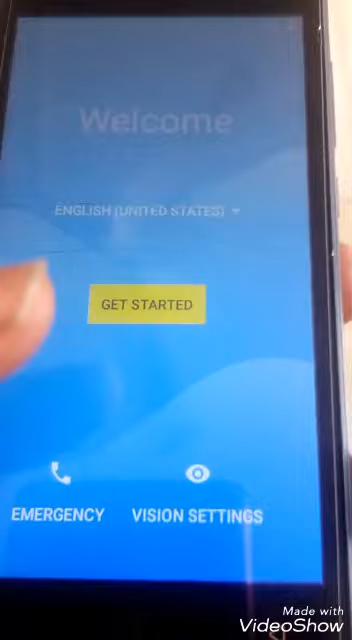 Welcome
ENGLISH (UNITED STATES)
GET STARTED
EMERGENCY
VISION SETTINGS
Made with
VideoShow